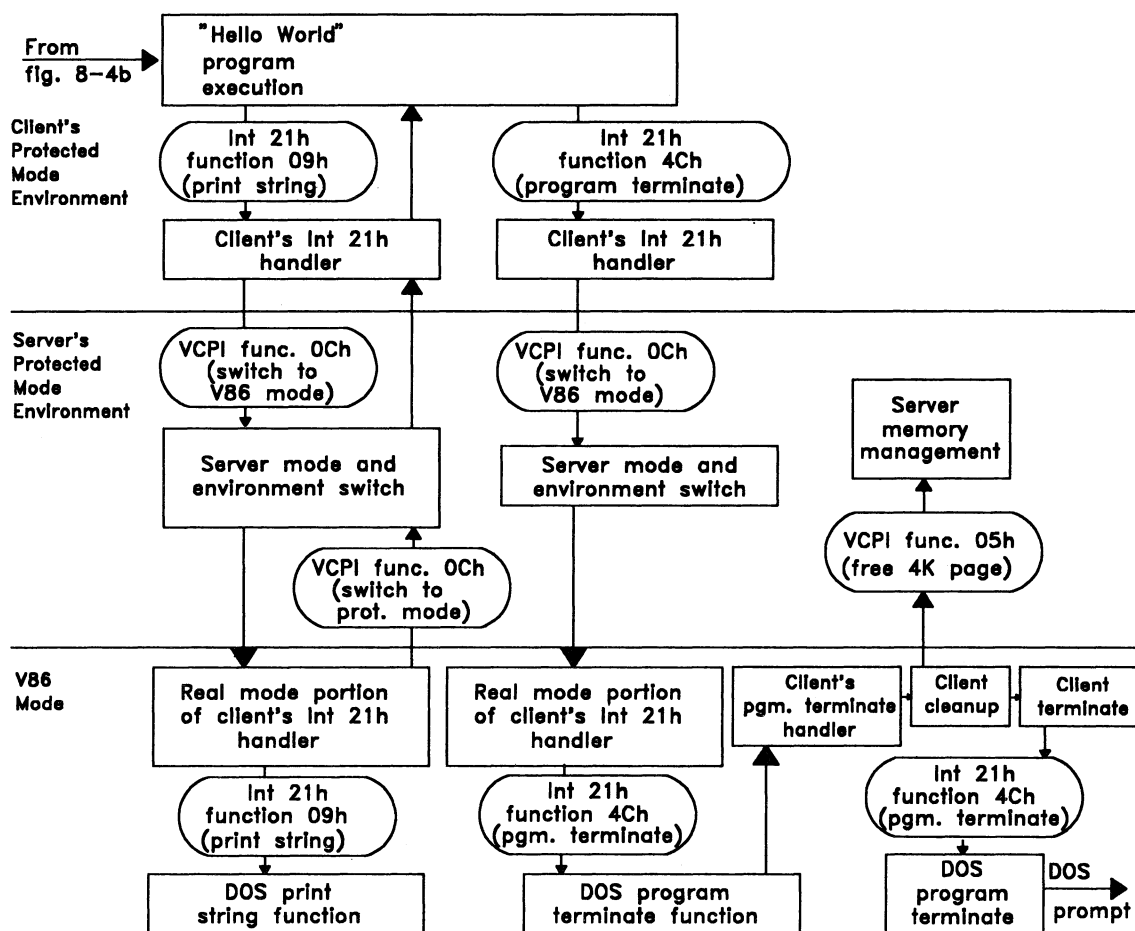 From
fig. 8-4b
"Hello World"
program
execution
Client's
Protected
Mode
Environment
Int 21h
function 09h
(print string)
Int 21h
function 4Ch
(program terminate)
Client's Int 21h
handler
Client's Int 21h
handler
Server's
Protected
Mode
Environment
VCPI func. 0Ch
(switch to
V86 mode)
VCPI func. 0Ch
(switch to
V86 mode)
Server
memory
management
Server mode and
environment switch
Server mode and
environment switch
VCPI func. 05h
(free 4K page)
VCPI func. 0Ch
(switch to
prot. mode)
V86
Mode
Real mode portion
of client's Int 21h
handler
Real mode portion
of client's Int 21h
handler
Client's
pgm. terminate
handler
Client
cleanup
Client
terminate
Int 21h
function 09h
(print string)
Int 21h
function 4Ch
(pgm. terminate)
Int 21h
function 4Ch
(pgm. terminate)
DOS print
string function
DOS program
terminate function
DOS
program
terminate
DOS
prompt